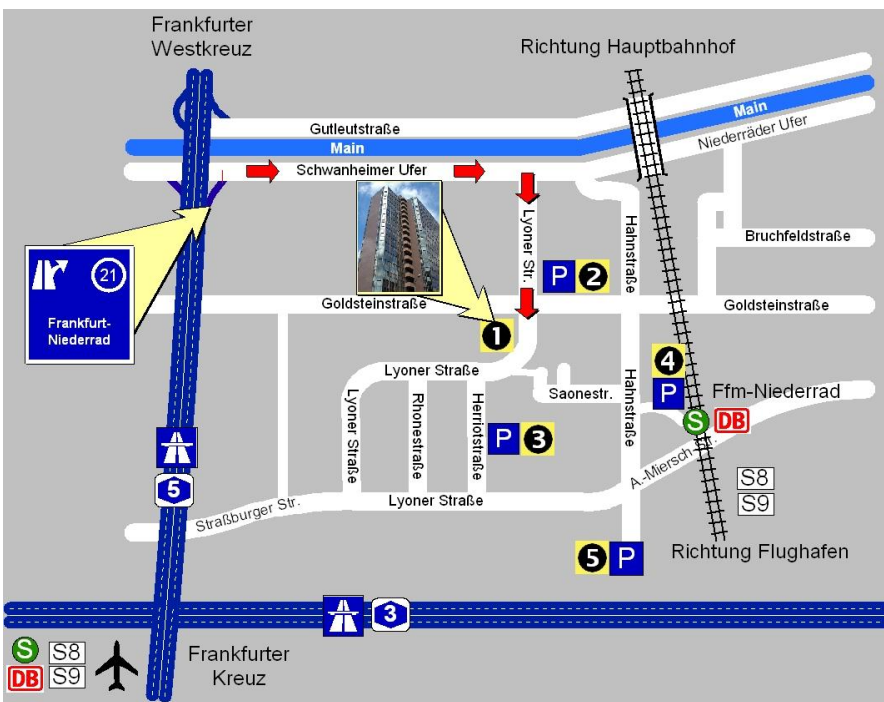 Frankfurter
Westkreuz
Richtung Hauptbahnhof
Gutleutstraße
Main
Main
Niederräder Ufer
Schwanheimer Ufer
Lyoner Str.
Hahnstraße
Bruchfeldstraße
21
Frankfurt-
Niederrad
P 2
Goldsteinstraße
Goldsteinstraße
1
4
P
Lyoner Straße
Saonestr.
Ffm-Niederrad
Lyoner Straße
Rhonestraße
Herriotstraße
Hahnstraße
P 3
S DB
A.-Miersch-Str.
S8
S9
5
Straßburger Str.
Lyoner Straße
5 P
Richtung Flughafen
3
S S8
DB S9
Frankfurter
Kreuz